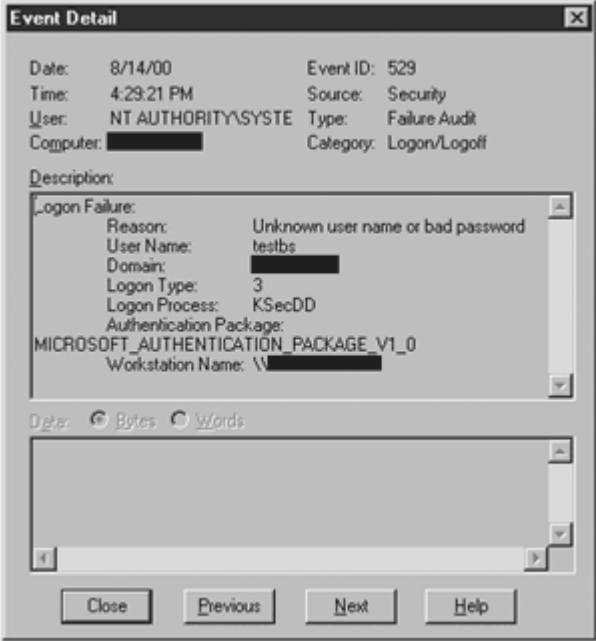 Event Detail
Date: 8/14/00 Event ID: 529
Time: 4:29:21 PM Source: Security
User: NT AUTHORITY\SYSTE Type: Failure Audit
Computer: Category: Logon/Logoff
Description:
Logon Failure:
Reason: Unknown user name or bad password
User Name: testbs
Domain:
Logon Type: 3
Logon Process: KSecDD
Authentication Package:
MICROSOFT_AUTHENTICATION_PACKAGE_V1_0
Workstation Name: \\
Data: Bytes Words
Close Previous Next Help